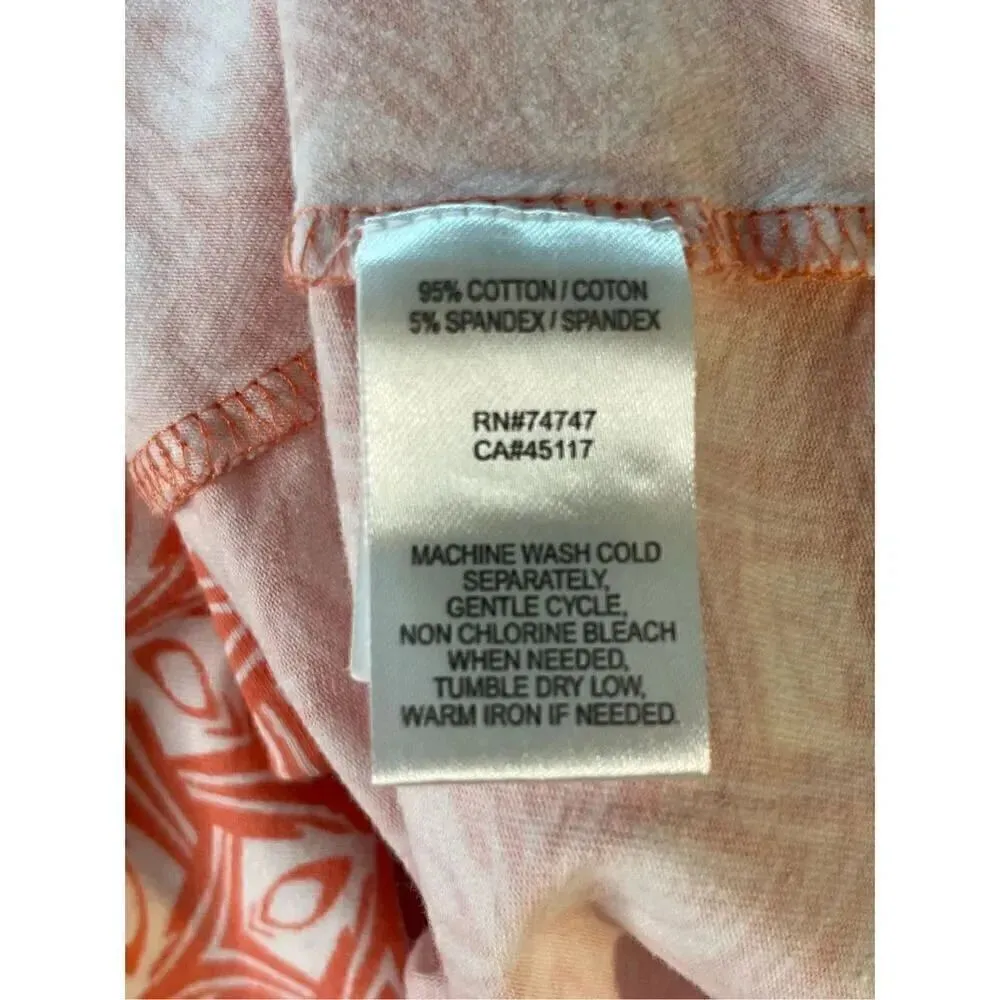 95% COTTON / COTON
5% SPANDEX / SPANDEX
RN#74747
CA#45117
MACHINE WASH COLD
SEPARATELY,
GENTLE CYCLE,
NON CHLORINE BLEACH
WHEN NEEDED,
TUMBLE DRY LOW,
WARM IRON IF NEEDED.